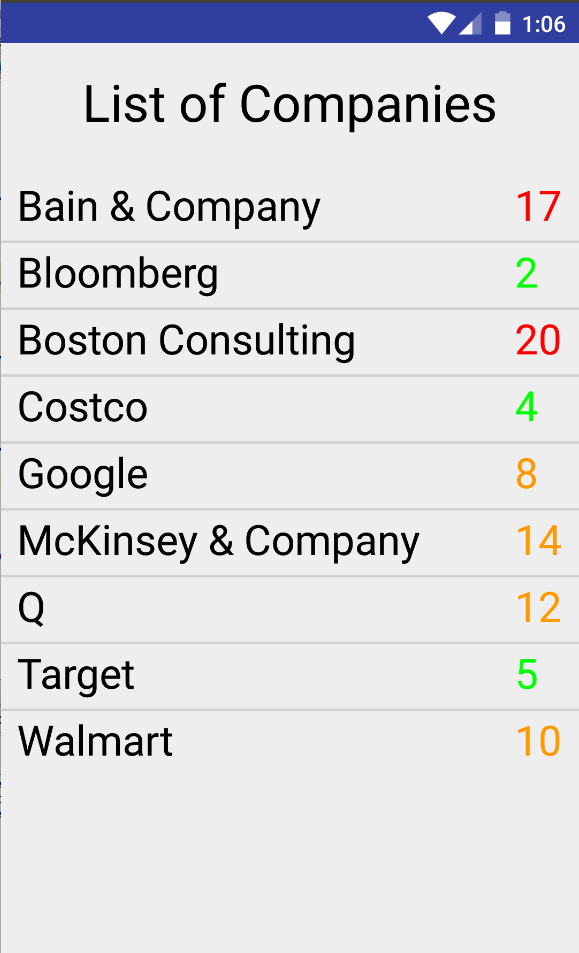 1:06
List of Companies
Bain & Company 17
Bloomberg 2
Boston Consulting 20
Costco 4
Google 8
McKinsey & Company 14
Q 12
Target 5
Walmart 10